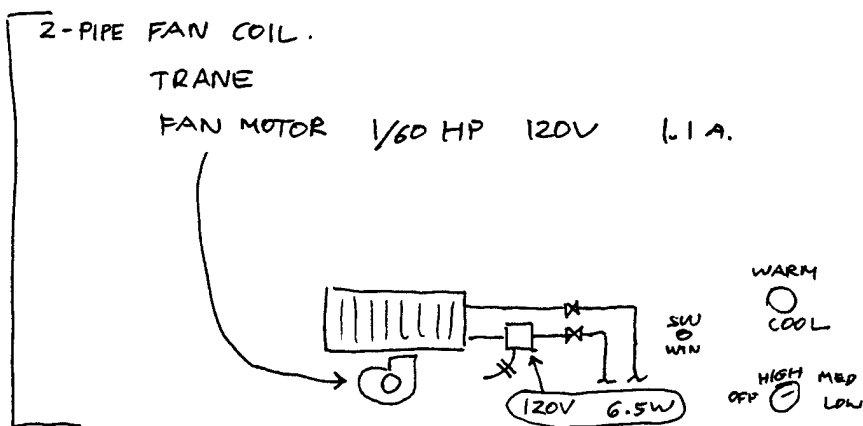 2-PIPE FAN COIL.
TRANE
FAN MOTOR 1/60 HP 120V 1.1 A.
WARM
COOL
SW
WIN
120V 6.5W
OFF HIGH MED
LOW